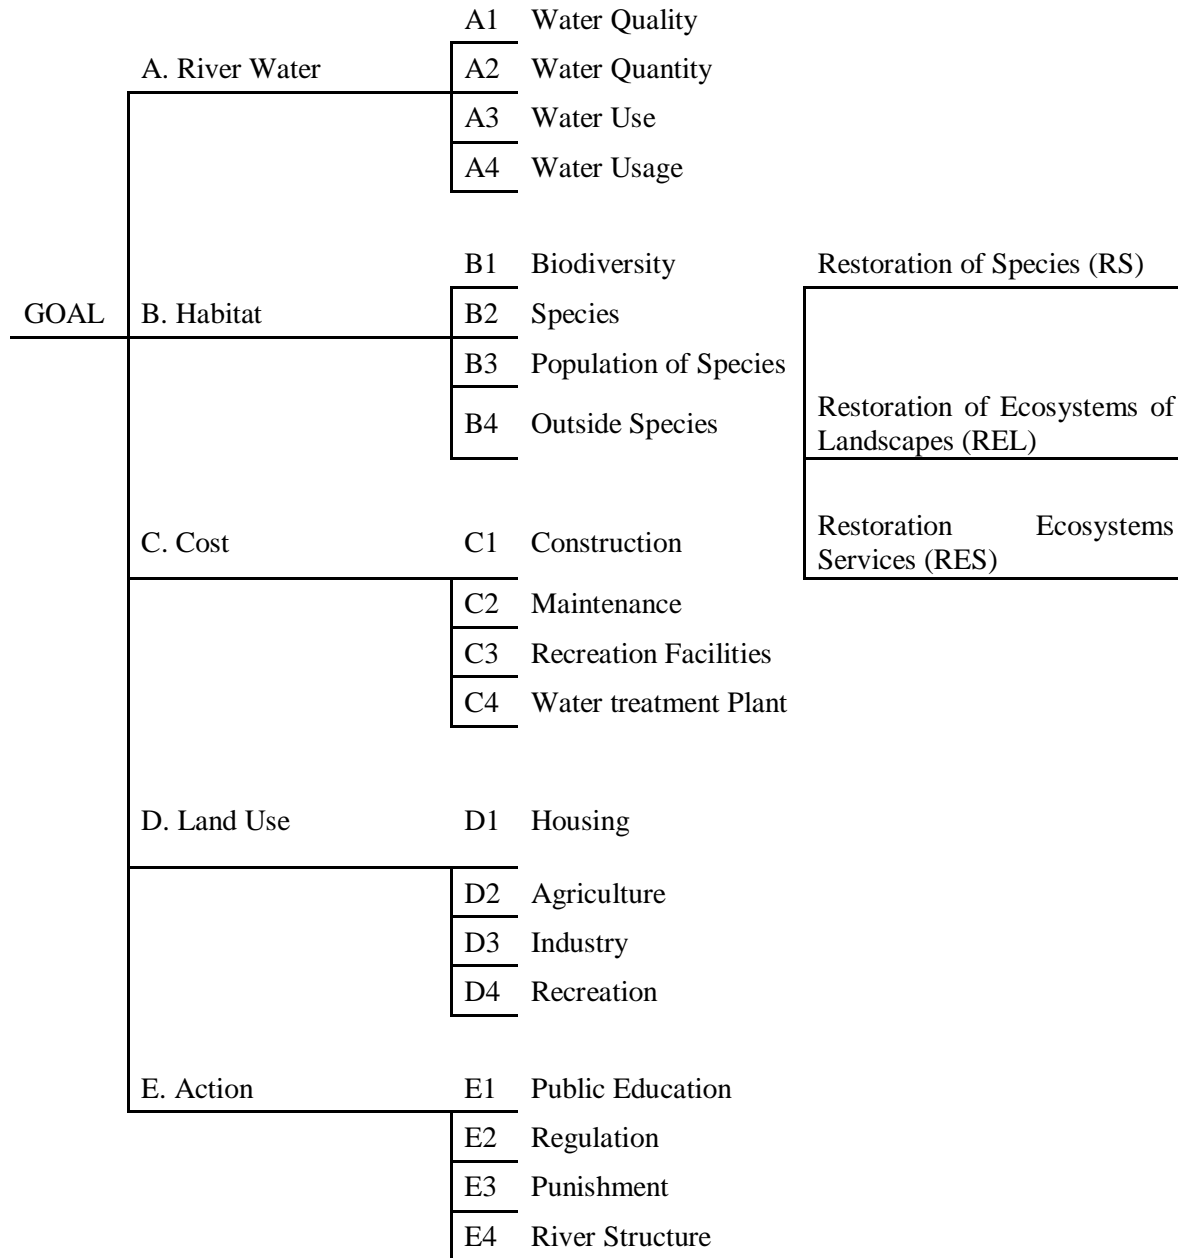 A1 Water Quality
A. River Water A2 Water Quantity
A3 Water Use
A4 Water Usage
B1 Biodiversity Restoration of Species (RS)
GOAL B. Habitat B2 Species
B3 Population of Species
B4 Outside Species Restoration of Ecosystems of
Landscapes (REL)
C. Cost C1 Construction Restoration Ecosystems
Services (RES)
C2 Maintenance
C3 Recreation Facilities
C4 Water treatment Plant
D. Land Use D1 Housing
D2 Agriculture
D3 Industry
D4 Recreation
E. Action E1 Public Education
E2 Regulation
E3 Punishment
E4 River Structure